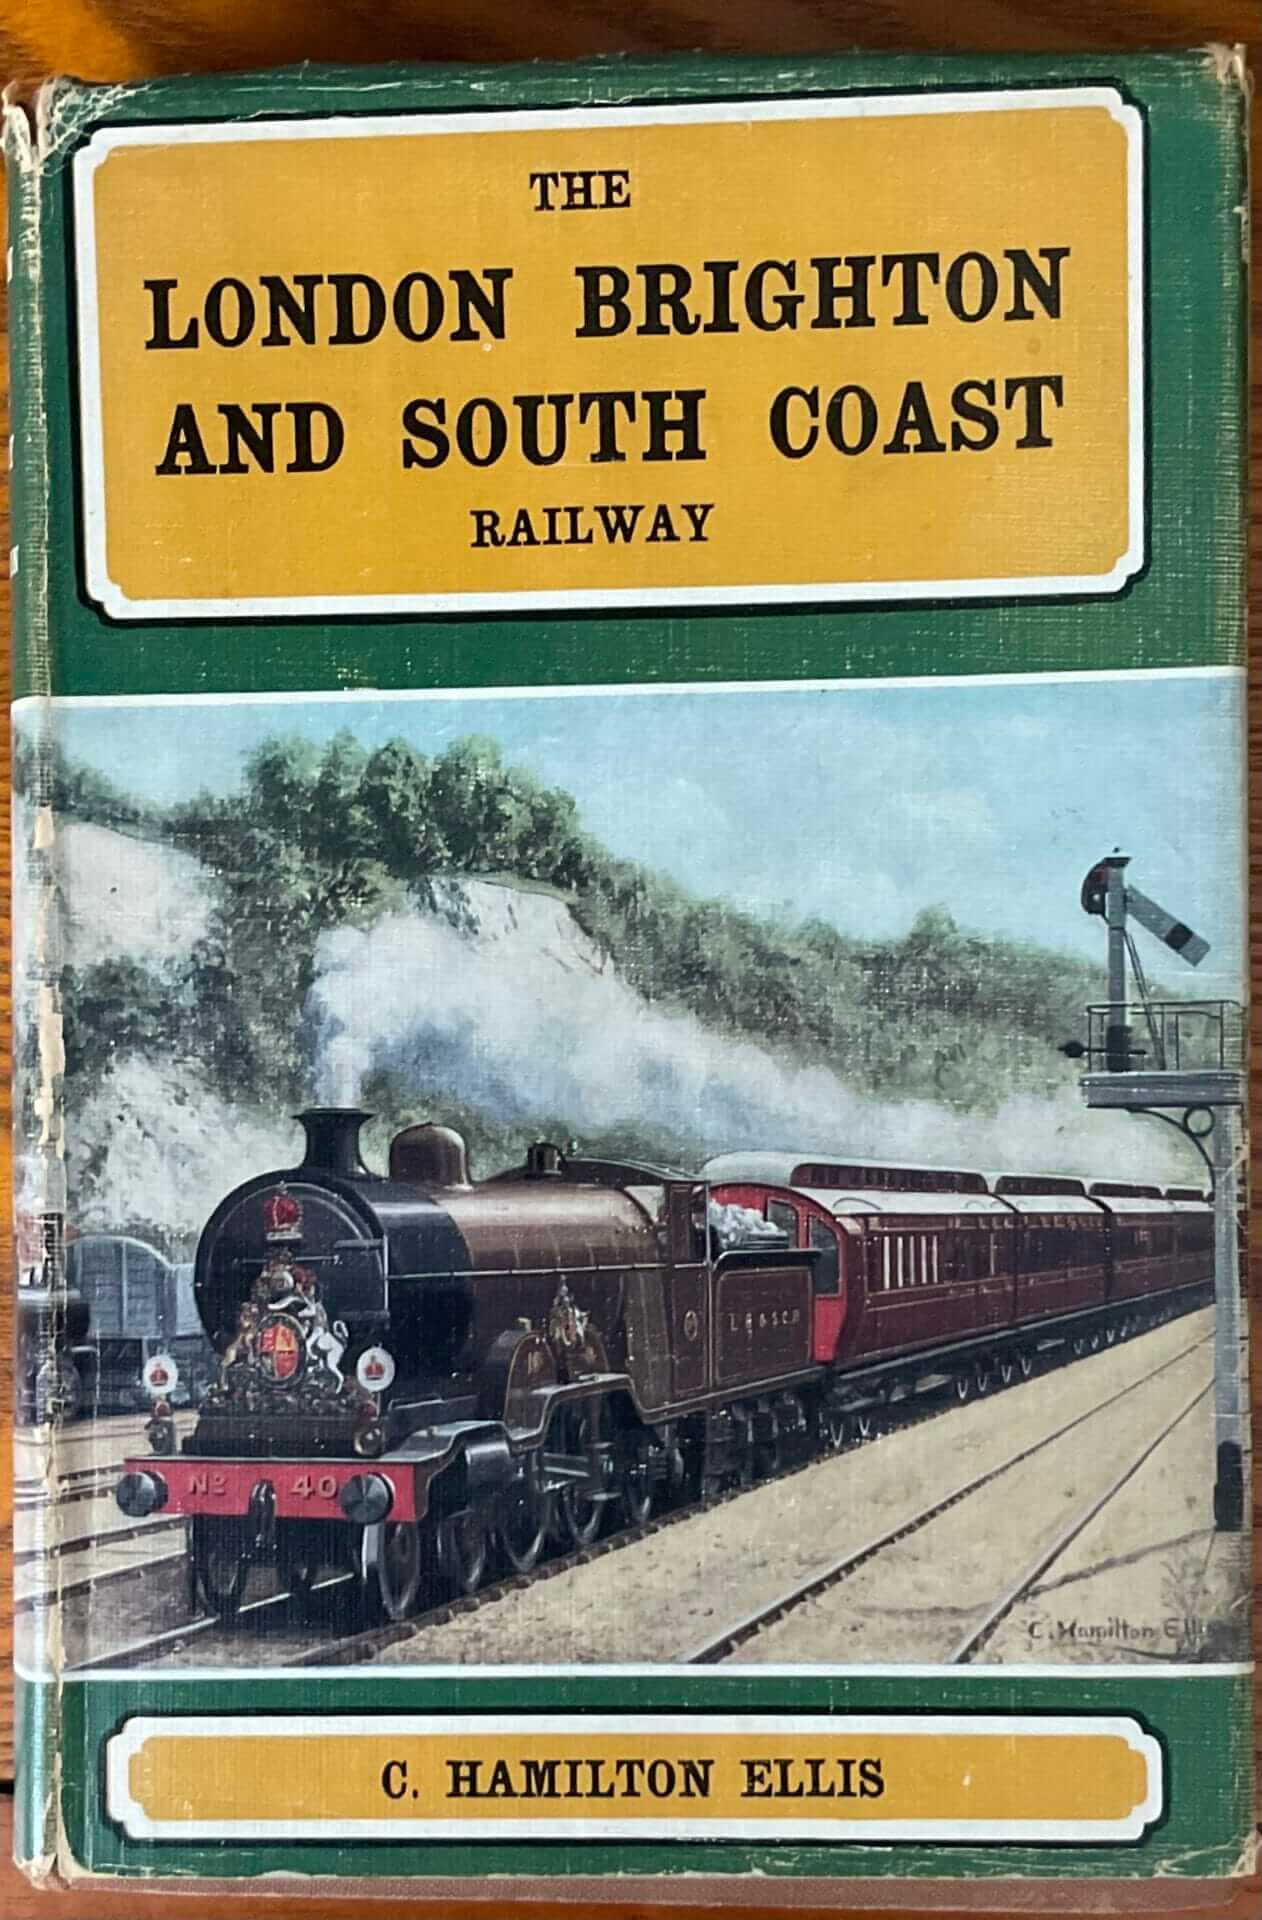 THE
LONDON BRIGHTON
AND SOUTH COAST
RAILWAY
L B & S C R
Nº 40
C. Hamilton Ellis
C. HAMILTON ELLIS